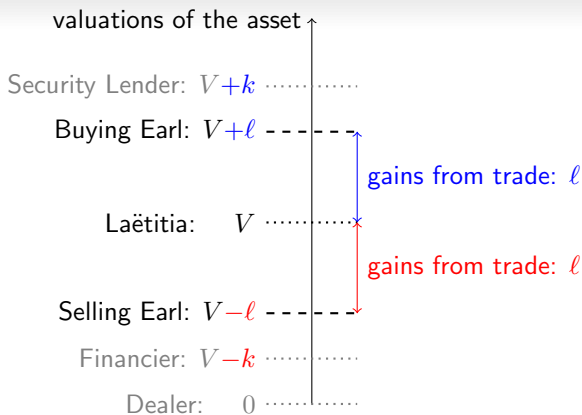 valuations of the asset
Security Lender: V+k
Buying Earl: V+ℓ
gains from trade: ℓ
Laëtitia: V
gains from trade: ℓ
Selling Earl: V−ℓ
Financier: V−k
Dealer: 0